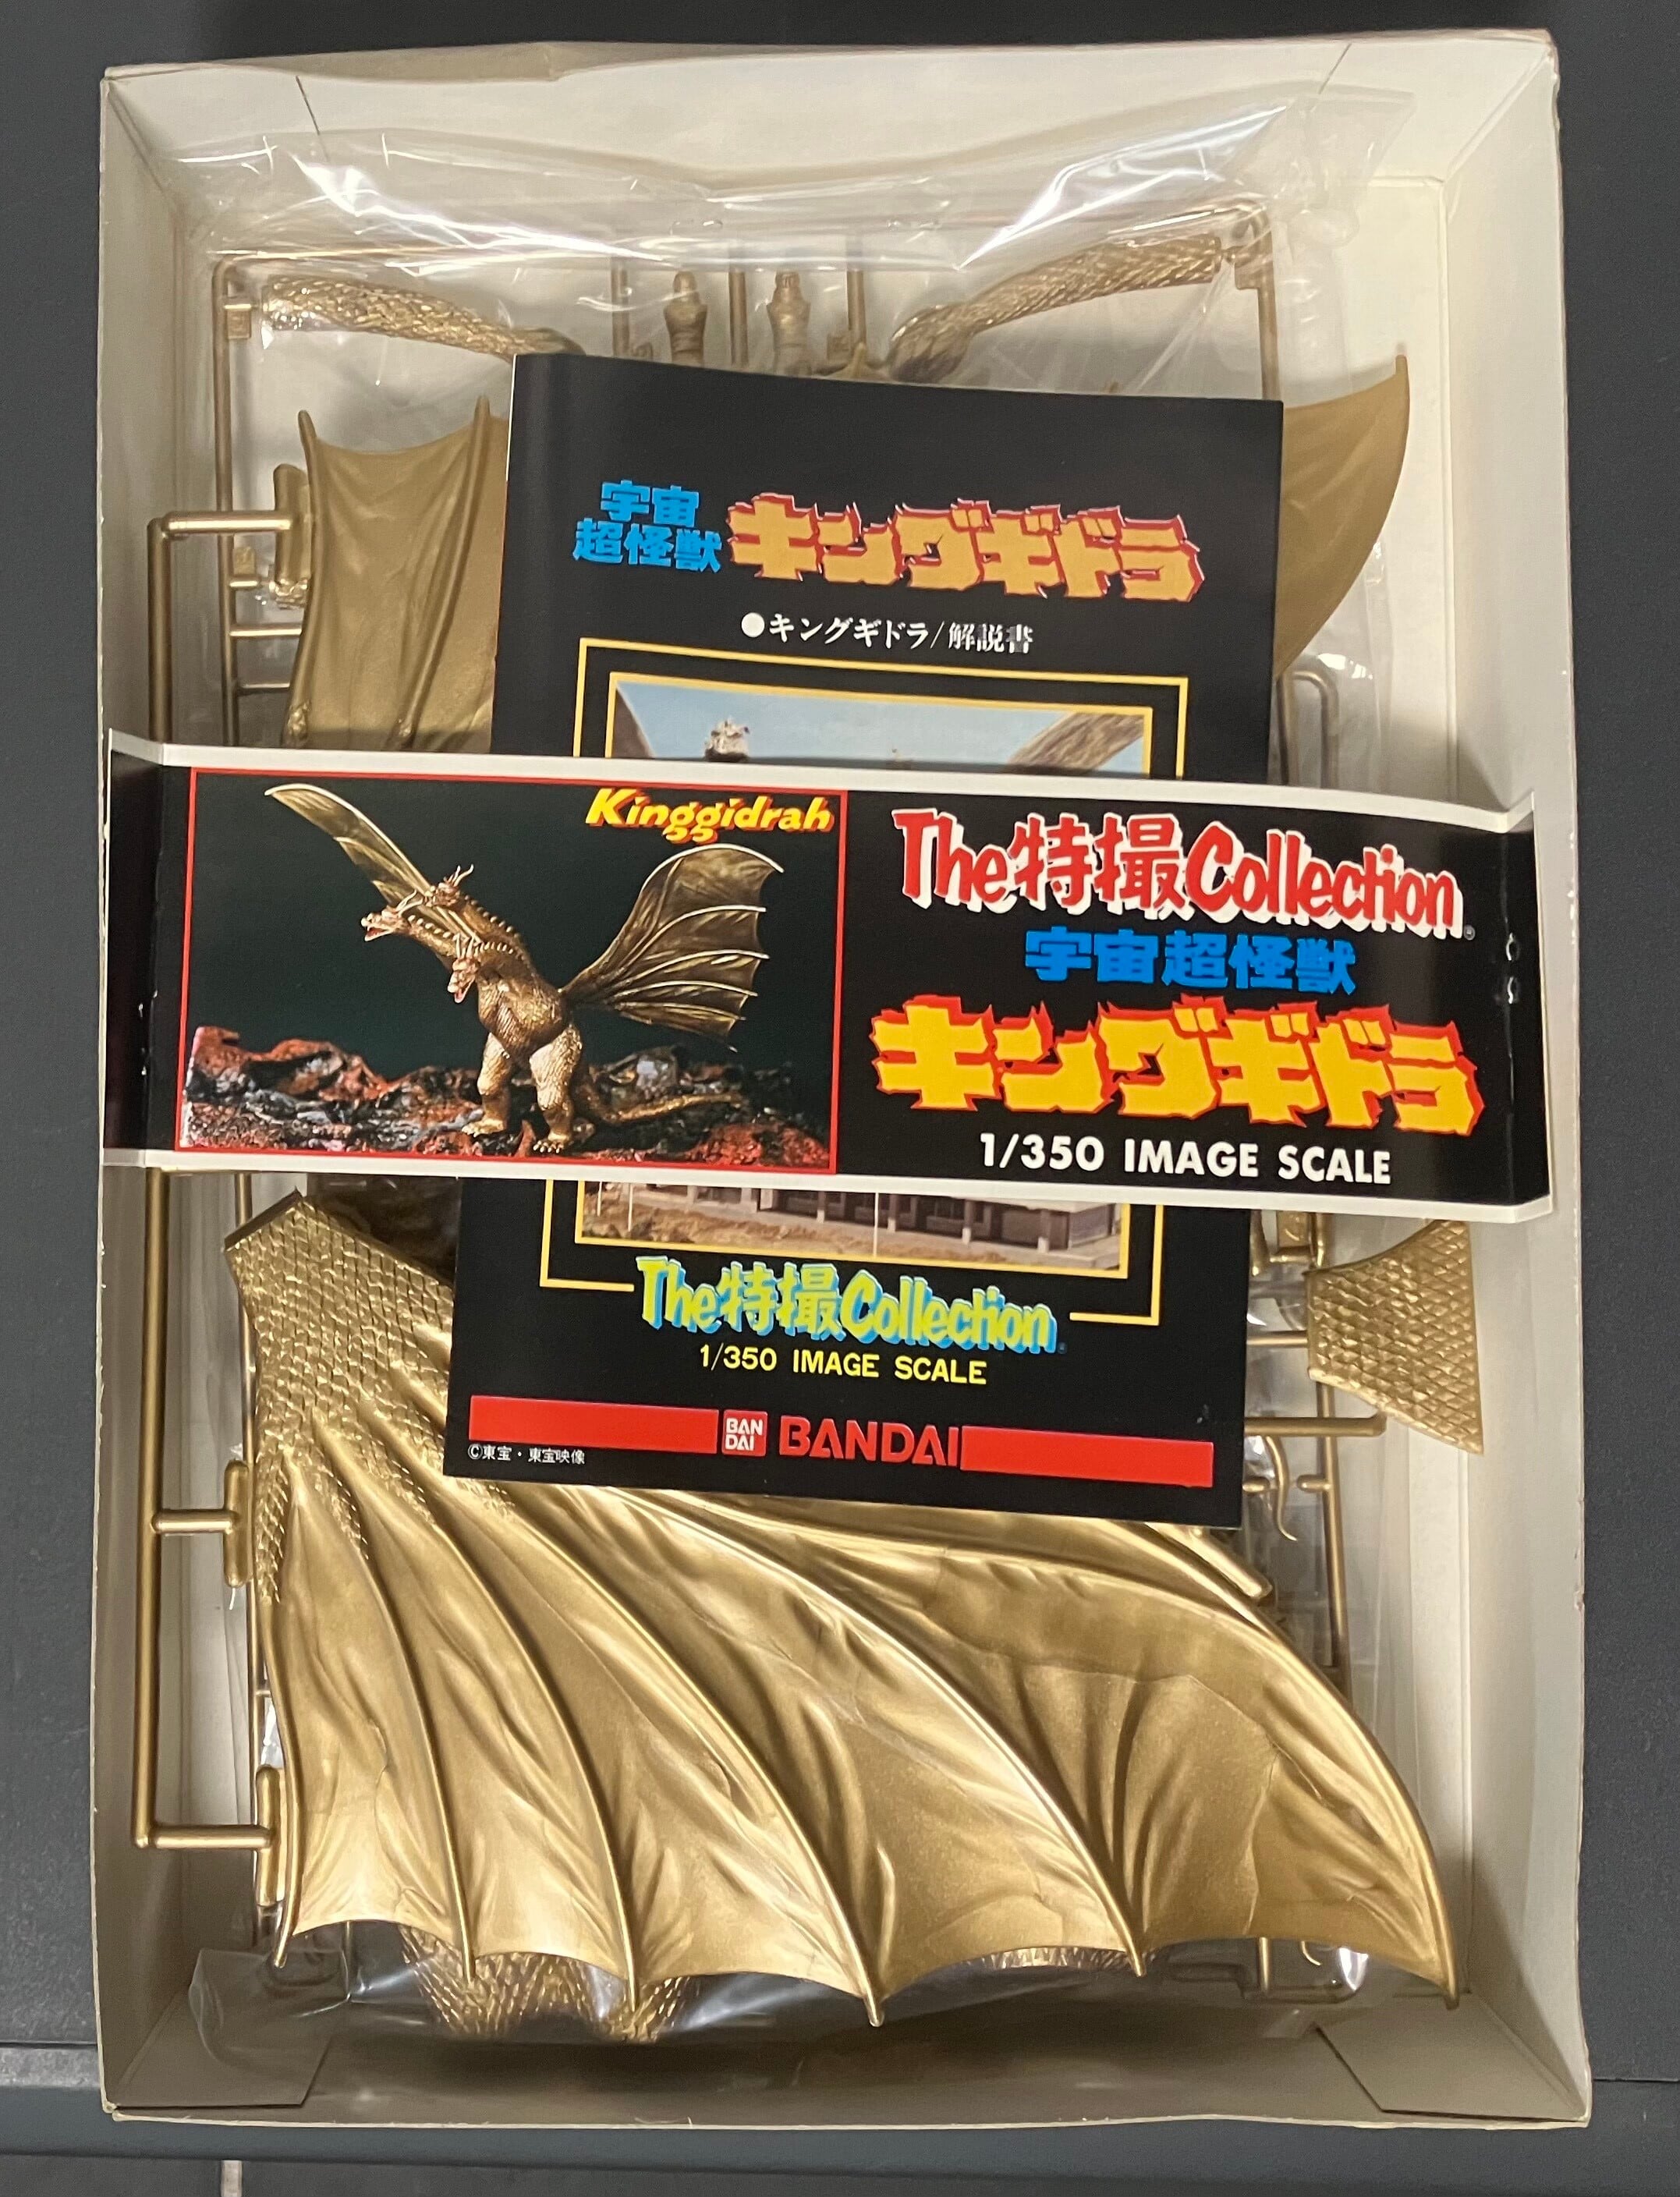 宇宙
超怪獣
キングギドラ
●キングギドラ/解説書
Kinggidrah
The特撮Collection
宇宙超怪獣
キングギドラ
1/350 IMAGE SCALE
The特撮Collection
1/350 IMAGE SCALE
BAN
DAI
BANDAI
©東宝・東宝映像